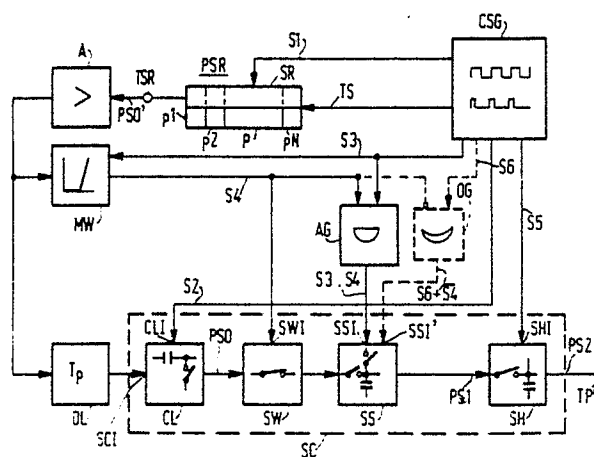 S1
CSG
A
TSR
PSR
SR
>
PSO'
p1
p2
p'
pN
TS
S3
S6
MW
S4
OG
AG
S5
S3.S4
S6+S4
S2
CLI
PSO
SWI
SSI
SSI'
SHI
PS2
Tp
PS1
TP
DL
SCI
CL
SW
SS
SH
SC